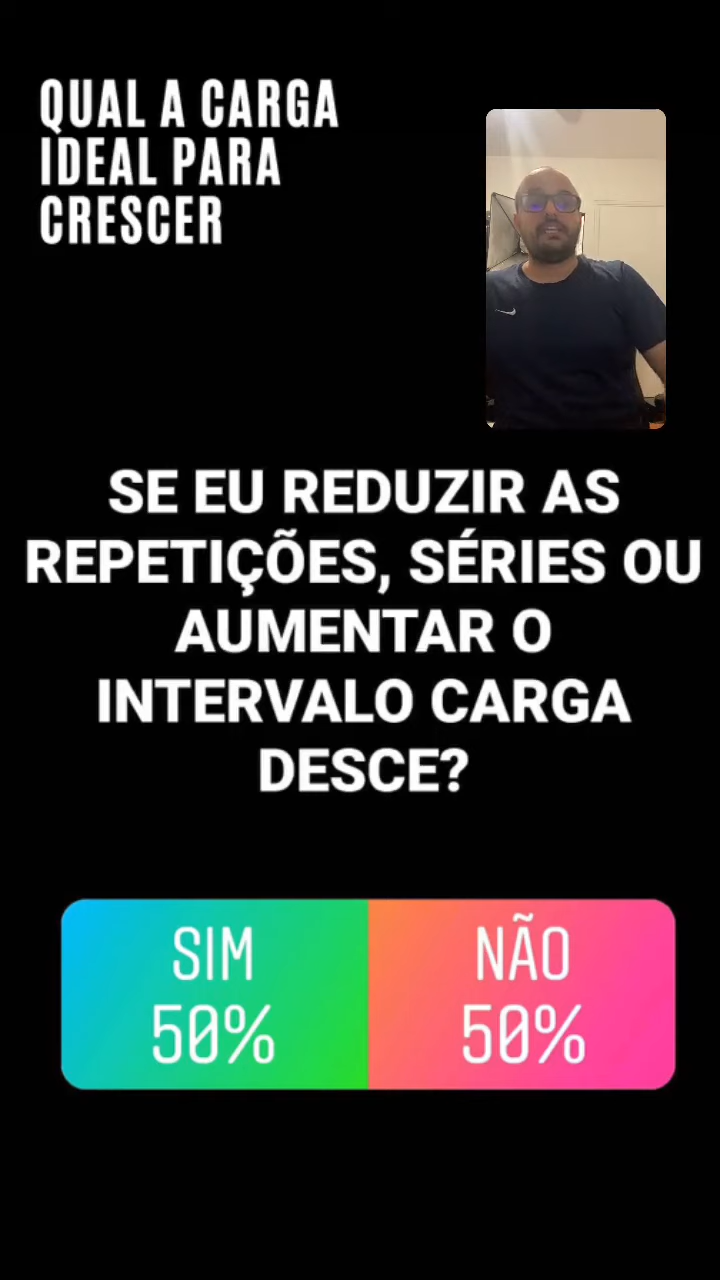 QUAL A CARGA
IDEAL PARA
CRESCER
SE EU REDUZIR AS
REPETIÇÕES, SÉRIES OU
AUMENTAR O
INTERVALO CARGA
DESCE?
SIM
NÃO
50%
50%